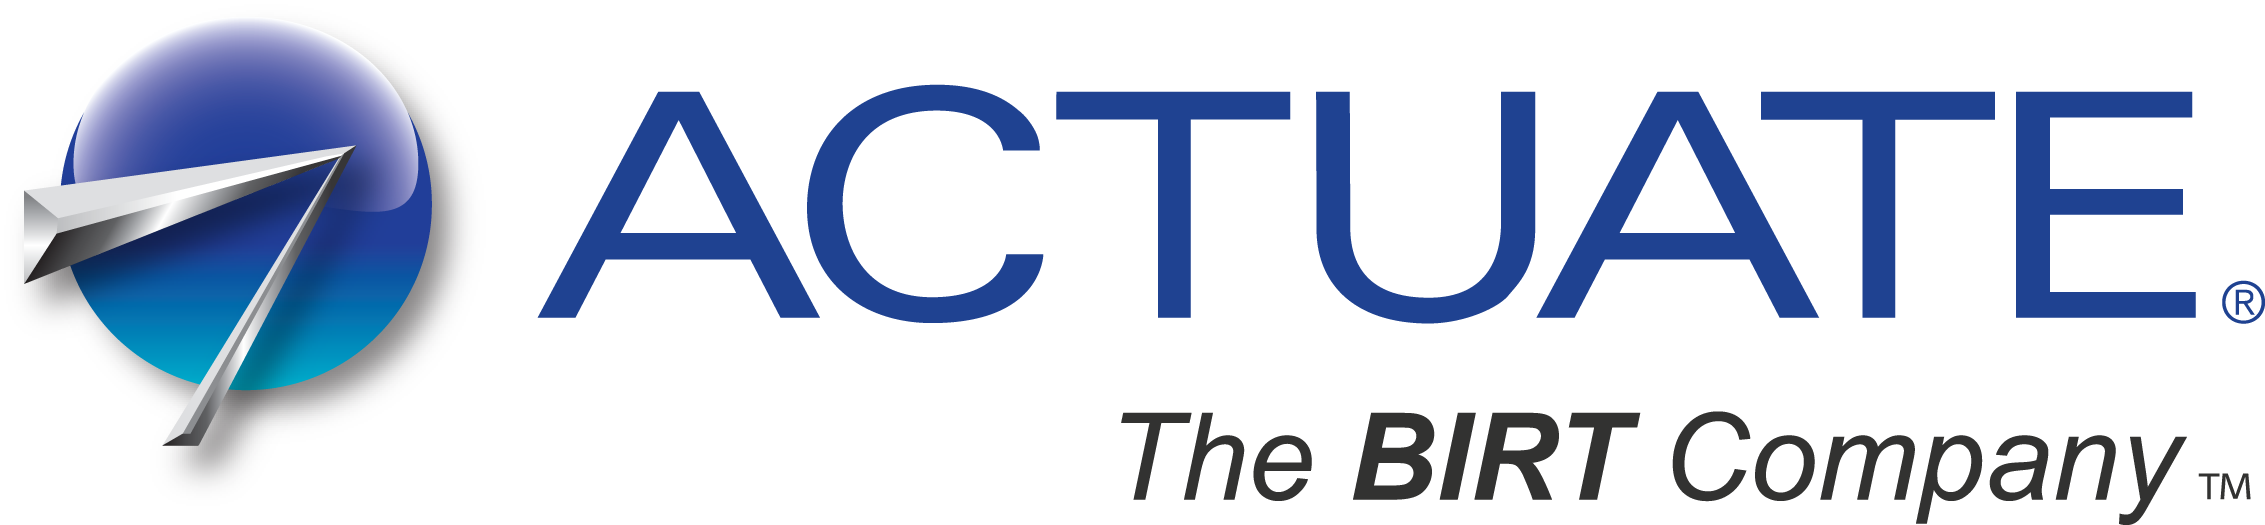 ACTUATE®
The BIRT Company™